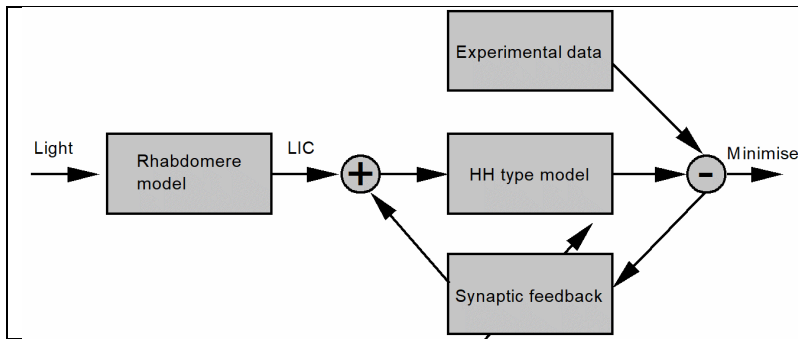 Experimental data
Light
Rhabdomere
model
LIC
+
HH type model
-
Minimise
Synaptic feedback